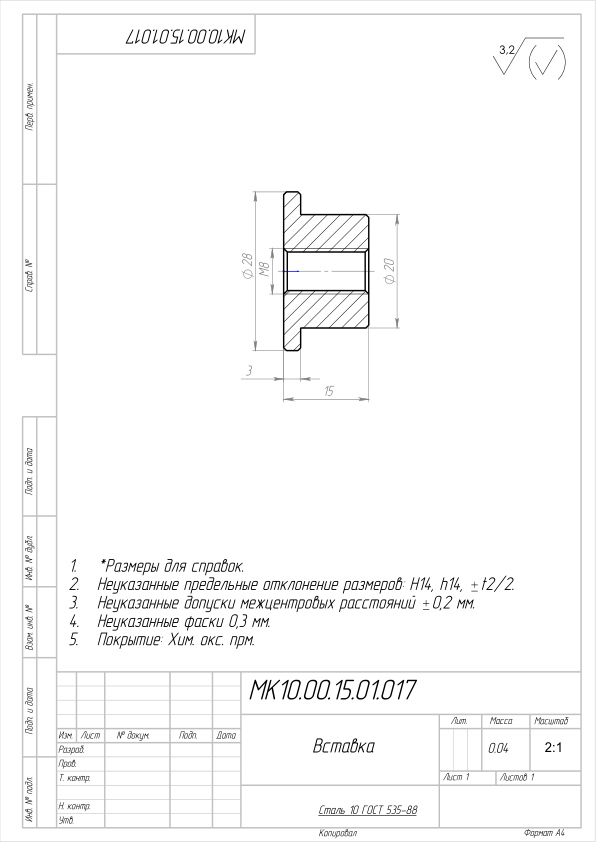 МК10.00.15.01.017
3,2
Перв. примен.
Справ. №
Подп. и дата
Инв. № дубл.
Взам. инв. №
Подп. и дата
Инв. № подл.
⌀ 28
М8
⌀ 20
3
15
1. *Размеры для справок.
2. Неуказанные предельные отклонение размеров: H14, h14, ±t2/2.
3. Неуказанные допуски межцентровых расстояний ±0,2 мм.
4. Неуказанные фаски 0,3 мм.
5. Покрытие: Хим. окс. прм.
МК10.00.15.01.017
Изм. Лист № докум. Подп. Дата
Разраб.
Пров.
Т. контр.
Н. контр.
Утв.
Вставка
Лит. Масса Масштаб
0.04 2:1
Лист 1 Листов 1
Сталь 10 ГОСТ 535-88
Копировал Формат А4